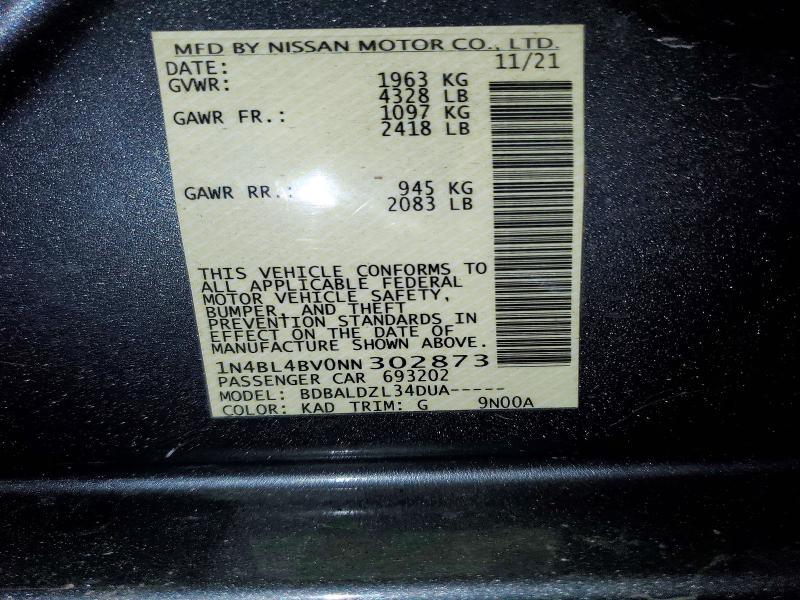 MFD BY NISSAN MOTOR CO., LTD.
DATE: 11/21
GVWR: 1963 KG
4328 LB
GAWR FR.: 1097 KG
2418 LB
GAWR RR.: 945 KG
2083 LB
THIS VEHICLE CONFORMS TO
ALL APPLICABLE FEDERAL
MOTOR VEHICLE SAFETY,
BUMPER, AND THEFT
PREVENTION STANDARDS IN
EFFECT ON THE DATE OF
MANUFACTURE SHOWN ABOVE.
1N4BL4BV0NN302873
PASSENGER CAR 693202
MODEL: BDBALDZL34DUA-----
COLOR: KAD TRIM: G 9N00A